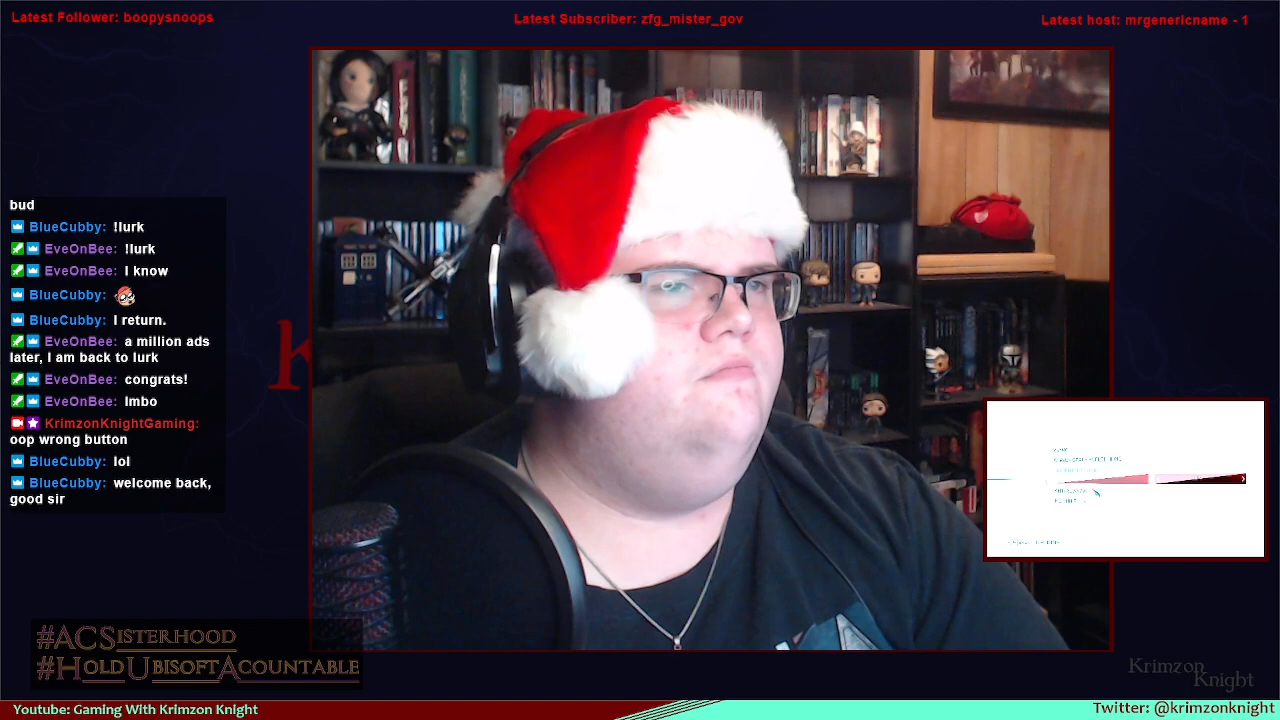 Latest Follower: boopysnoops
Latest Subscriber: zfg_mister_gov
Latest host: mrgenericname - 1
bud
BlueCubby: !lurk
EveOnBee: !lurk
EveOnBee: I know
BlueCubby:
BlueCubby: I return.
EveOnBee: a million ads
later, I am back to lurk
EveOnBee: congrats!
EveOnBee: lmbo
KrimzonKnightGaming:
oop wrong button
BlueCubby: lol
BlueCubby: welcome back,
good sir
#ACSisterhood
#HoldUbisoftAcountable
Krimzon
Knight
Youtube: Gaming With Krimzon Knight
Twitter: @krimzonknight